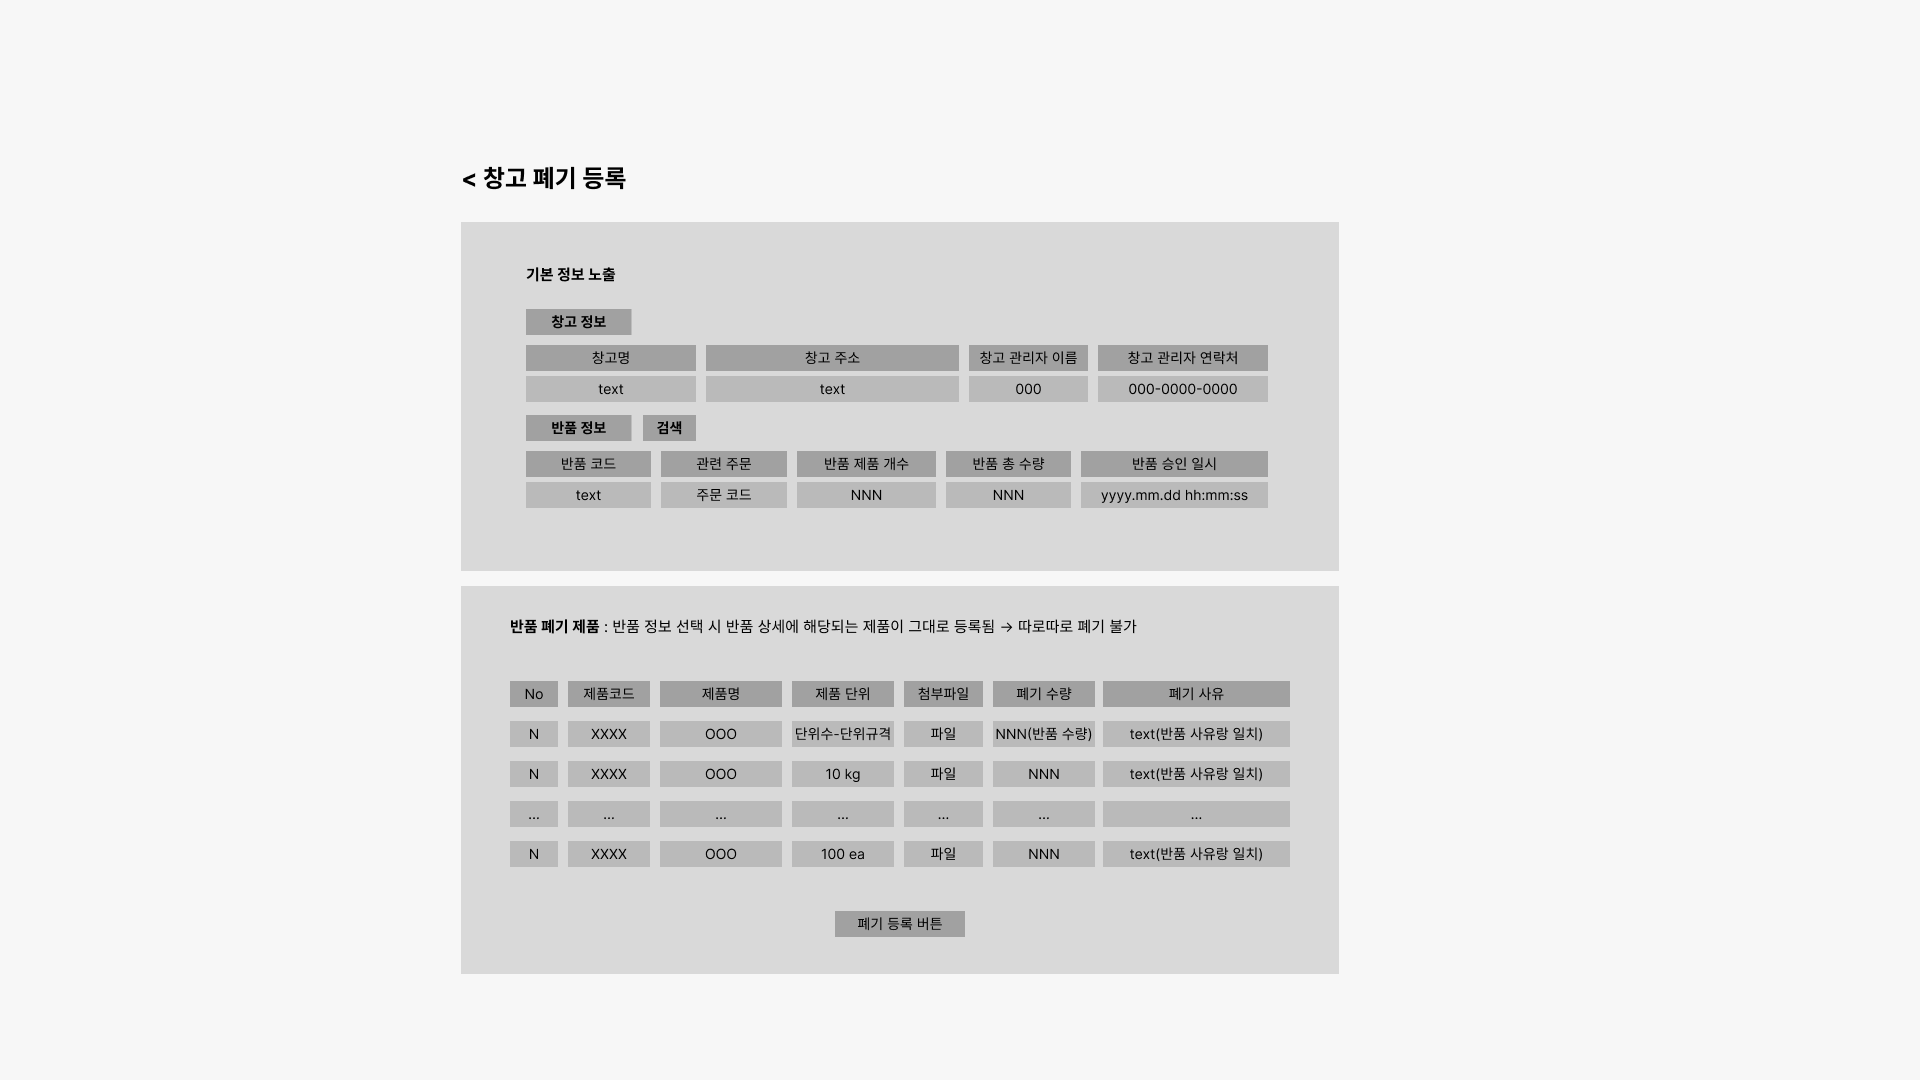 < 창고 폐기 등록
기본 정보 노출
창고 정보
창고명 창고 주소 창고 관리자 이름 창고 관리자 연락처
text text 000 000-0000-0000
반품 정보 검색
반품 코드 관련 주문 반품 제품 개수 반품 총 수량 반품 승인 일시
text 주문 코드 NNN NNN yyyy.mm.dd hh:mm:ss
반품 폐기 제품 : 반품 정보 선택 시 반품 상세에 해당되는 제품이 그대로 등록됨 → 따로따로 폐기 불가
No 제품코드 제품명 제품 단위 첨부파일 폐기 수량 폐기 사유
N XXXX OOO 단위수-단위규격 파일 NNN(반품 수량) text(반품 사유랑 일치)
N XXXX OOO 10 kg 파일 NNN text(반품 사유랑 일치)
... ... ... ... ... ... ...
N XXXX OOO 100 ea 파일 NNN text(반품 사유랑 일치)
폐기 등록 버튼